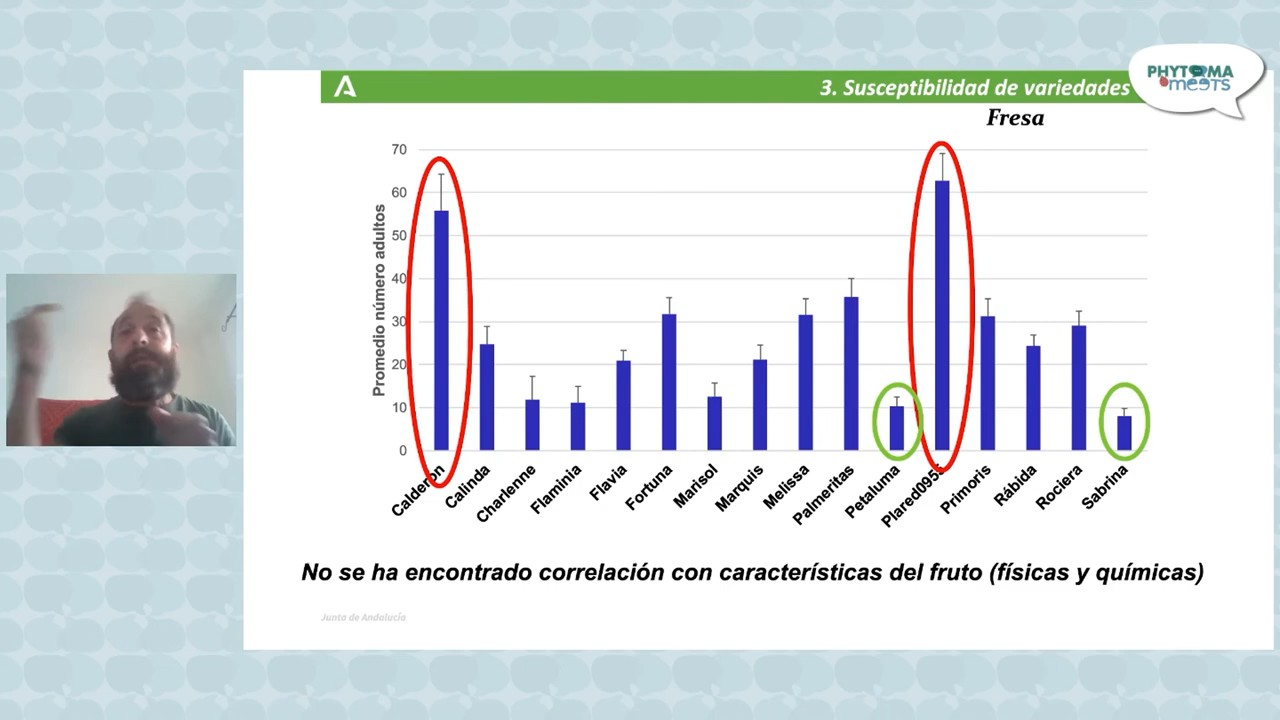 PHYTOMA
meets
3. Susceptibilidad de variedades
Fresa
Promedio número adultos
70
60
50
40
30
20
10
0
Calderon
Calinda
Charlenne
Flaminia
Flavia
Fortuna
Marisol
Marquis
Melissa
Palmeritas
Petaluma
Plared0955
Primoris
Rábida
Rociera
Sabrina
No se ha encontrado correlación con características del fruto (físicas y químicas)
Junta de Andalucía